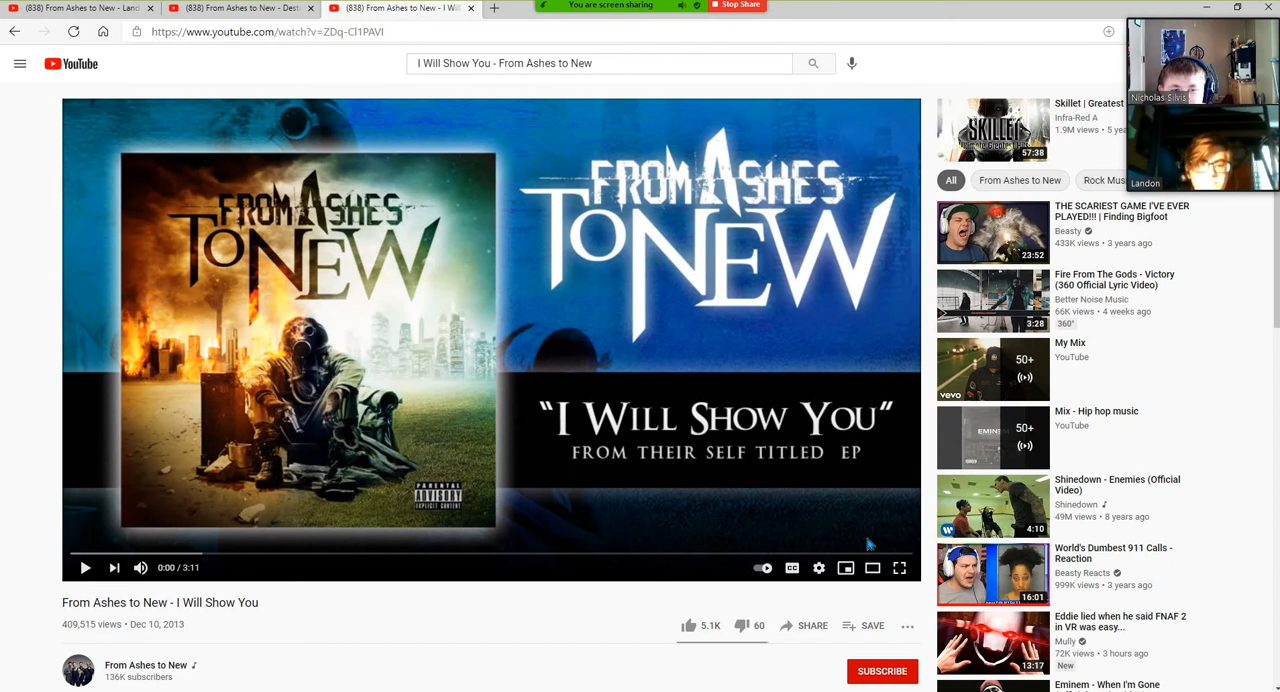 (838) From Ashes to New - Land
(838) From Ashes to New - Desti
(838) From Ashes to New - I Wi
You are screen sharing
Stop Share
https://www.youtube.com/watch?v=ZDq-Cl1PAVI
YouTube
I Will Show You - From Ashes to New
Nicholas Silvis
Landon
FROM ASHES
TO NEW
PARENTAL
ADVISORY
EXPLICIT CONTENT
FROM ASHES
TO NEW
"I WILL SHOW YOU"
FROM THEIR SELF TITLED EP
0:00 / 3:11
CC
From Ashes to New - I Will Show You
409,515 views • Dec 10, 2013
5.1K
60
SHARE
SAVE
From Ashes to New
136K subscribers
SUBSCRIBE
SKILLET
57:38
Skillet | Greatest
Infra-Red A
1.9M views • 5 yea
All
From Ashes to New
Rock Mus
23:52
THE SCARIEST GAME I'VE EVER
PLAYED!!! | Finding Bigfoot
Beasty
433K views • 3 years ago
3:28
Fire From The Gods - Victory
(360 Official Lyric Video)
Better Noise Music
66K views • 4 weeks ago
360°
vevo
50+
My Mix
YouTube
EMINEM
50+
Mix - Hip hop music
YouTube
4:10
Shinedown - Enemies (Official
Video)
Shinedown
49M views • 8 years ago
16:01
World's Dumbest 911 Calls -
Reaction
Beasty Reacts
999K views • 3 years ago
13:17
Eddie lied when he said FNAF 2
in VR was easy...
Mully
72K views • 3 hours ago
New
Eminem - When I'm Gone